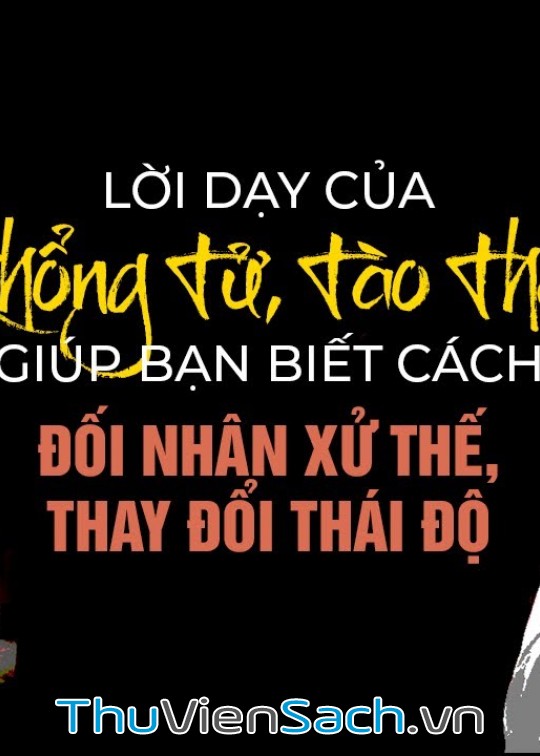 LỜI DẠY CỦA
hổng tử, tào th
GIÚP BẠN BIẾT CÁCH
ĐỐI NHÂN XỬ THẾ,
THAY ĐỔI THÁI ĐỘ
ThuVienSach.vn